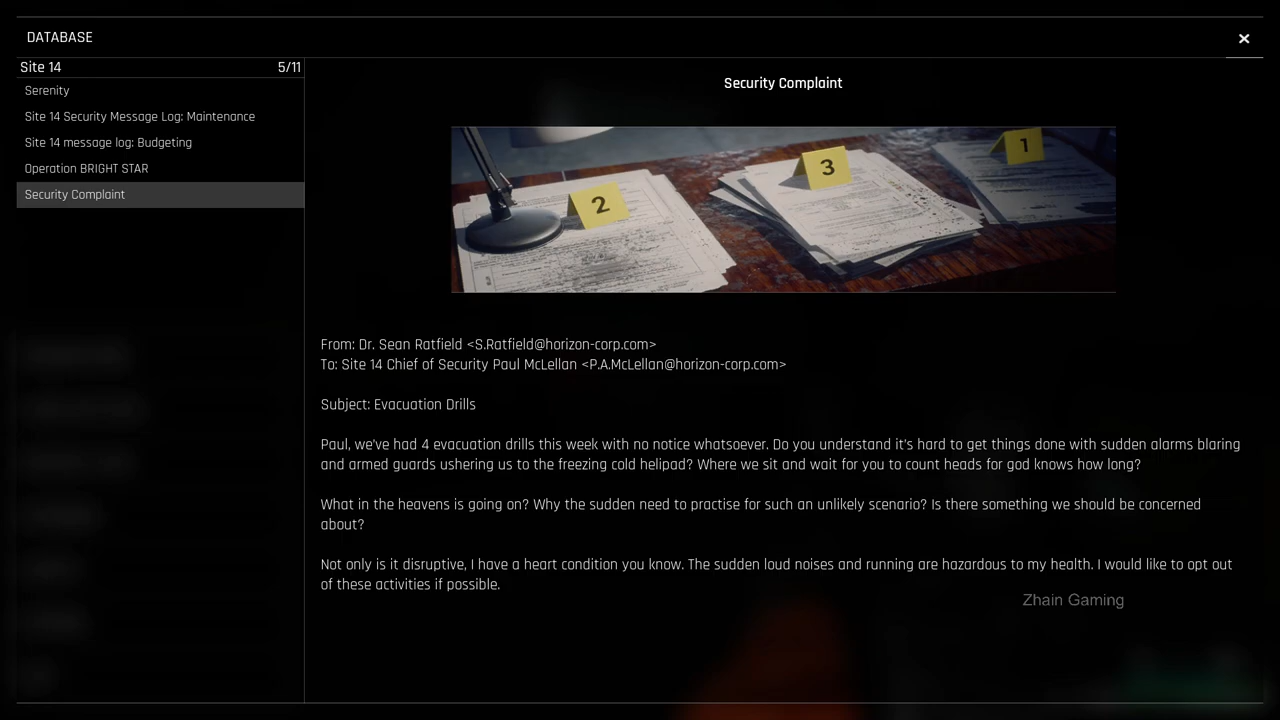 DATABASE
Site 14 5/11
Serenity
Site 14 Security Message Log: Maintenance
Site 14 message log: Budgeting
Operation BRIGHT STAR
Security Complaint
Security Complaint
2
3
1
From: Dr. Sean Ratfield <S.Ratfield@horizon-corp.com>
To: Site 14 Chief of Security Paul McLellan <P.A.McLellan@horizon-corp.com>
Subject: Evacuation Drills
Paul, we've had 4 evacuation drills this week with no notice whatsoever. Do you understand it's hard to get things done with sudden alarms blaring
and armed guards ushering us to the freezing cold helipad? Where we sit and wait for you to count heads for god knows how long?
What in the heavens is going on? Why the sudden need to practise for such an unlikely scenario? Is there something we should be concerned
about?
Not only is it disruptive, I have a heart condition you know. The sudden loud noises and running are hazardous to my health. I would like to opt out
of these activities if possible.
Zhain Gaming